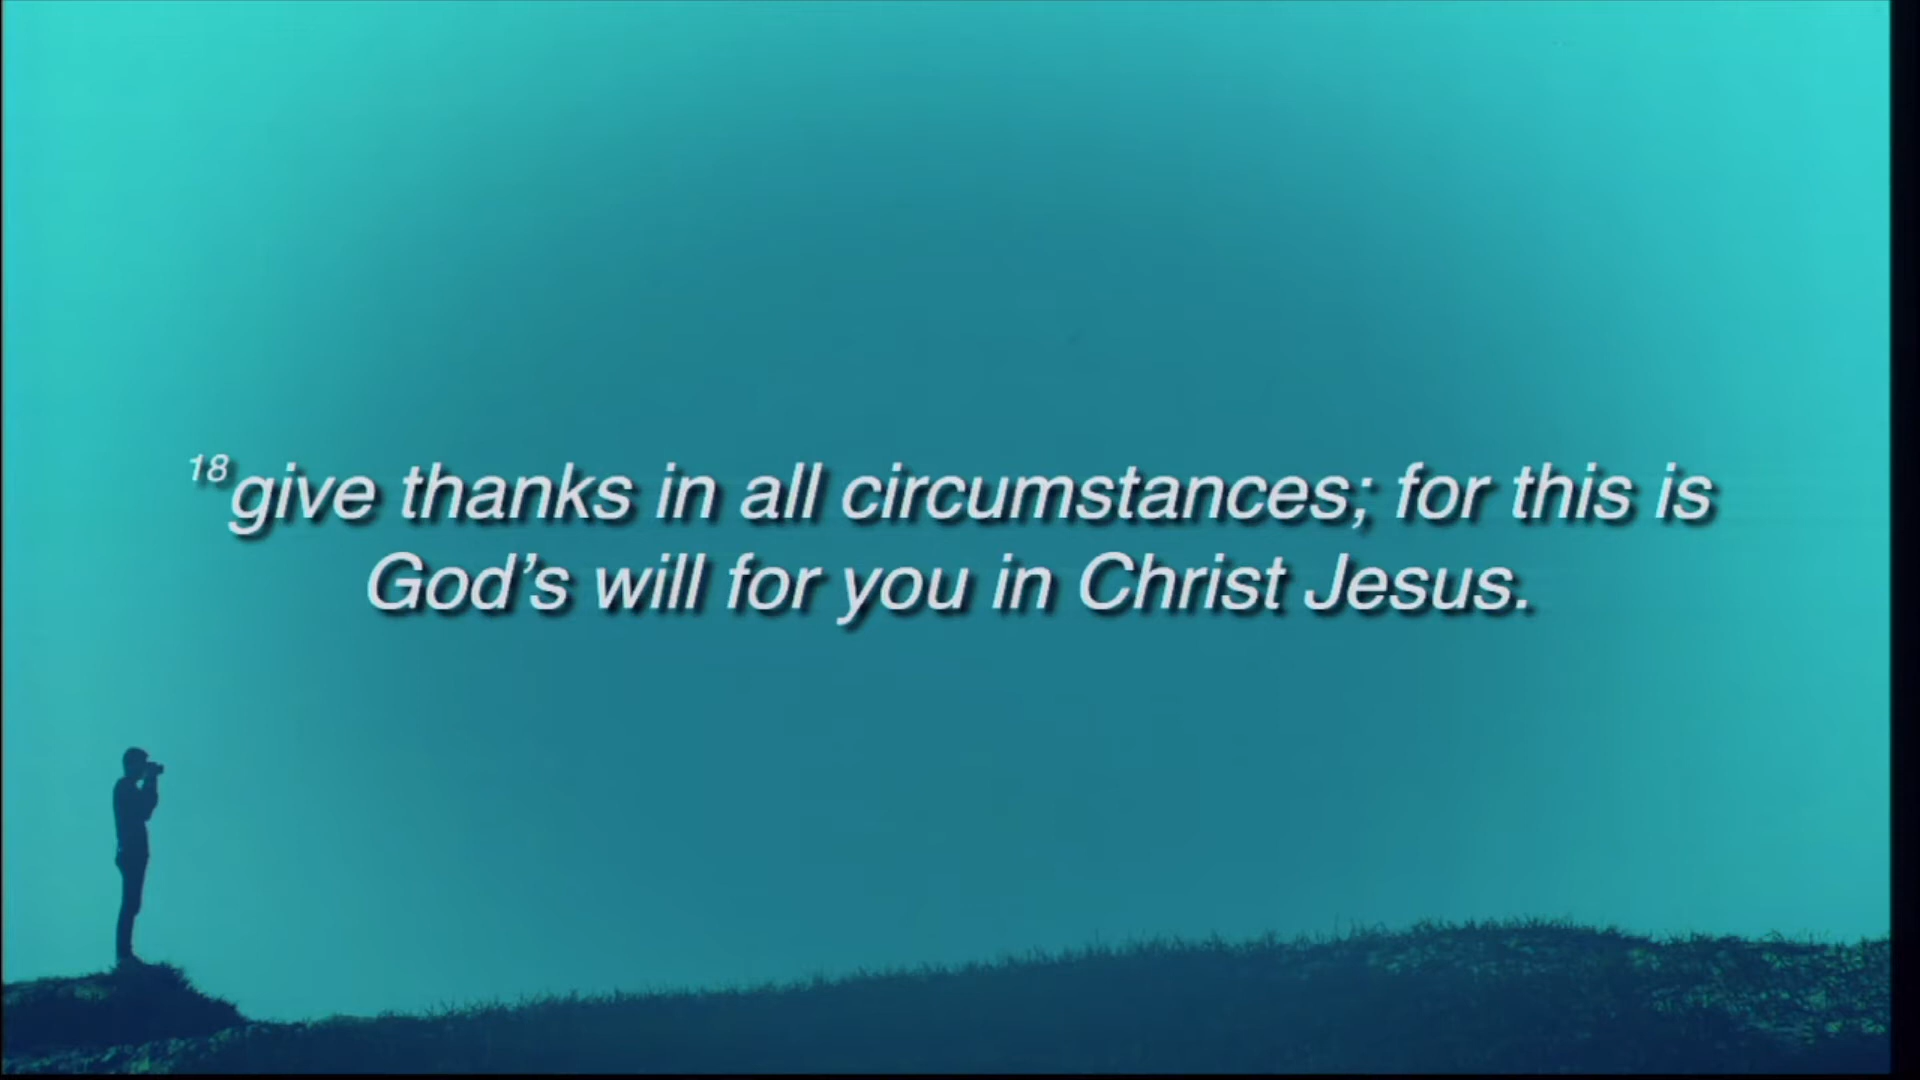 18give thanks in all circumstances; for this is
God’s will for you in Christ Jesus.